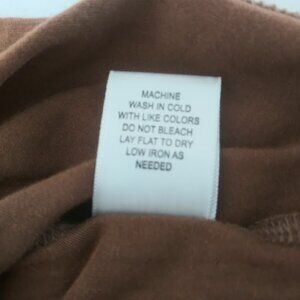 MACHINE
WASH IN COLD
WITH LIKE COLORS
DO NOT BLEACH
LAY FLAT TO DRY
LOW IRON AS
NEEDED